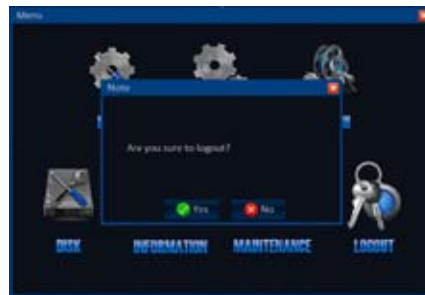 Menu
Note
Are you sure to logout?
Yes
No
DISK
INFORMATION
MAINTENANCE
LOGOUT